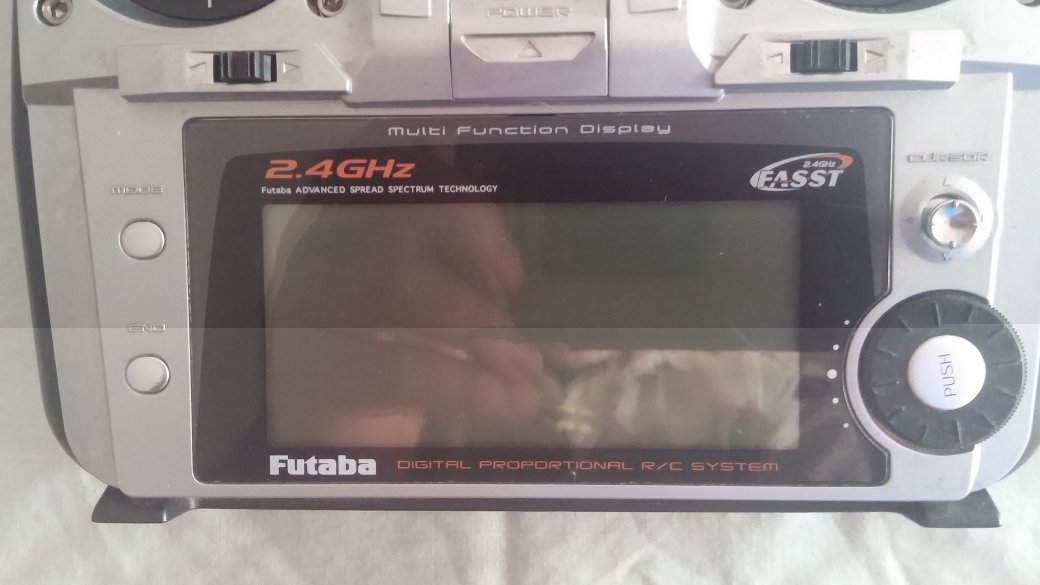 POWER
Multi Function Display
2.4GHz
Futaba ADVANCED SPREAD SPECTRUM TECHNOLOGY
2.4GHz
FASST
CURSOR
MODE
END
PUSH
Futaba
DIGITAL PROPORTIONAL R/C SYSTEM